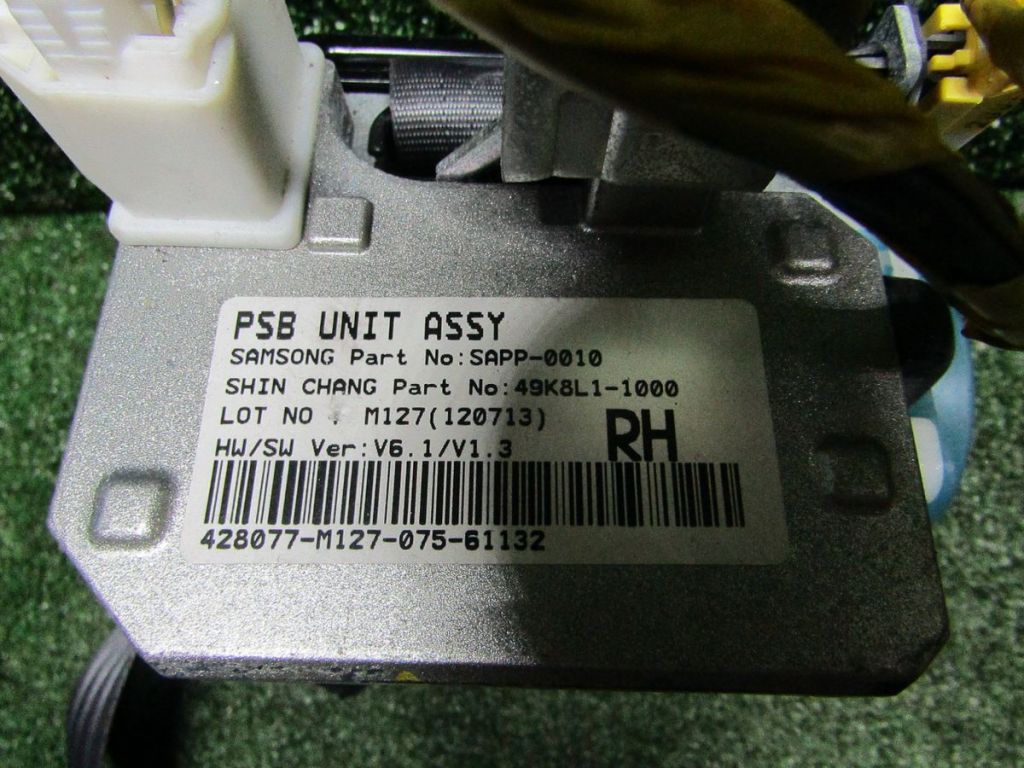 PSB UNIT ASSY
SAMSONG Part No:SAPP-0010
SHIN CHANG Part No:49K8L1-1000
LOT NO : M127(120713)
RH
HW/SW Ver:V6.1/V1.3
428077-M127-075-61132